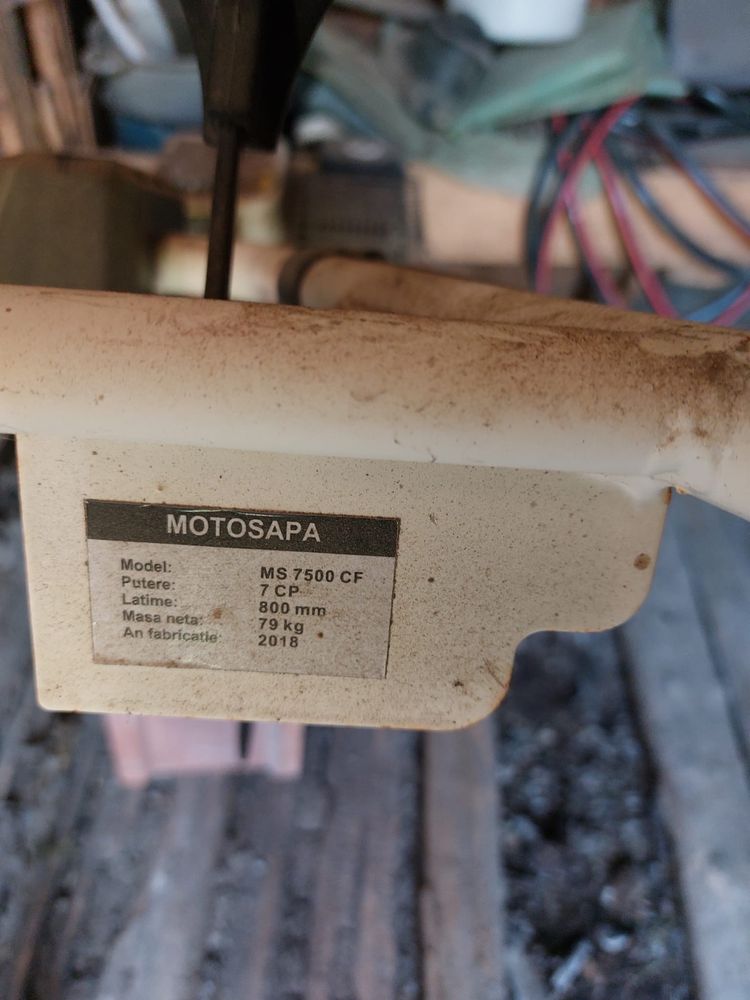 MOTOSAPA
Model: MS 7500 CF
Putere: 7 CP
Latime: 800 mm
Masa neta: 79 kg
An fabricatie: 2018